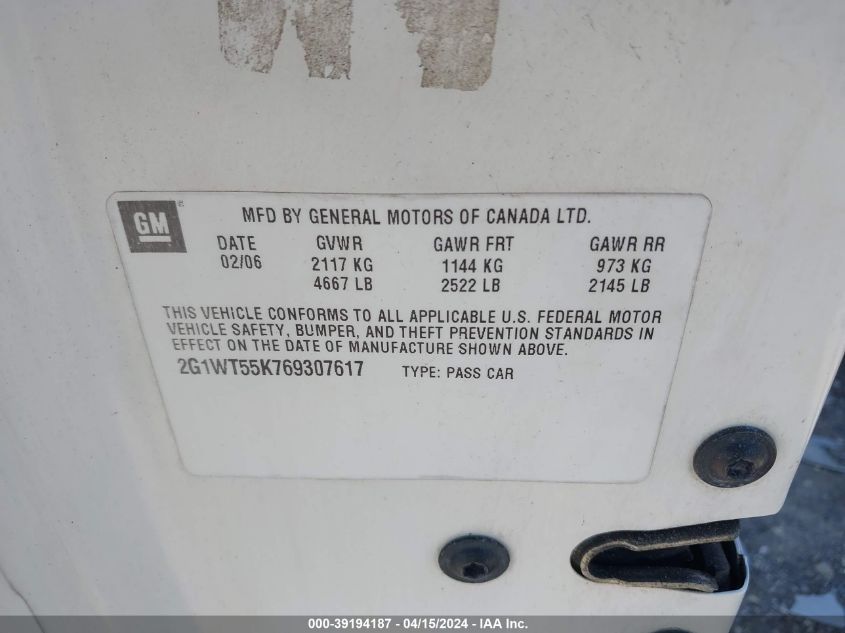 GM®
MFD BY GENERAL MOTORS OF CANADA LTD.
DATE GVWR GAWR FRT GAWR RR
02/06 2117 KG 1144 KG 973 KG
4667 LB 2522 LB 2145 LB
THIS VEHICLE CONFORMS TO ALL APPLICABLE U.S. FEDERAL MOTOR
VEHICLE SAFETY, BUMPER, AND THEFT PREVENTION STANDARDS IN
EFFECT ON THE DATE OF MANUFACTURE SHOWN ABOVE.
2G1WT55K769307617 TYPE: PASS CAR
000-39194187 - 04/15/2024 - IAA Inc.